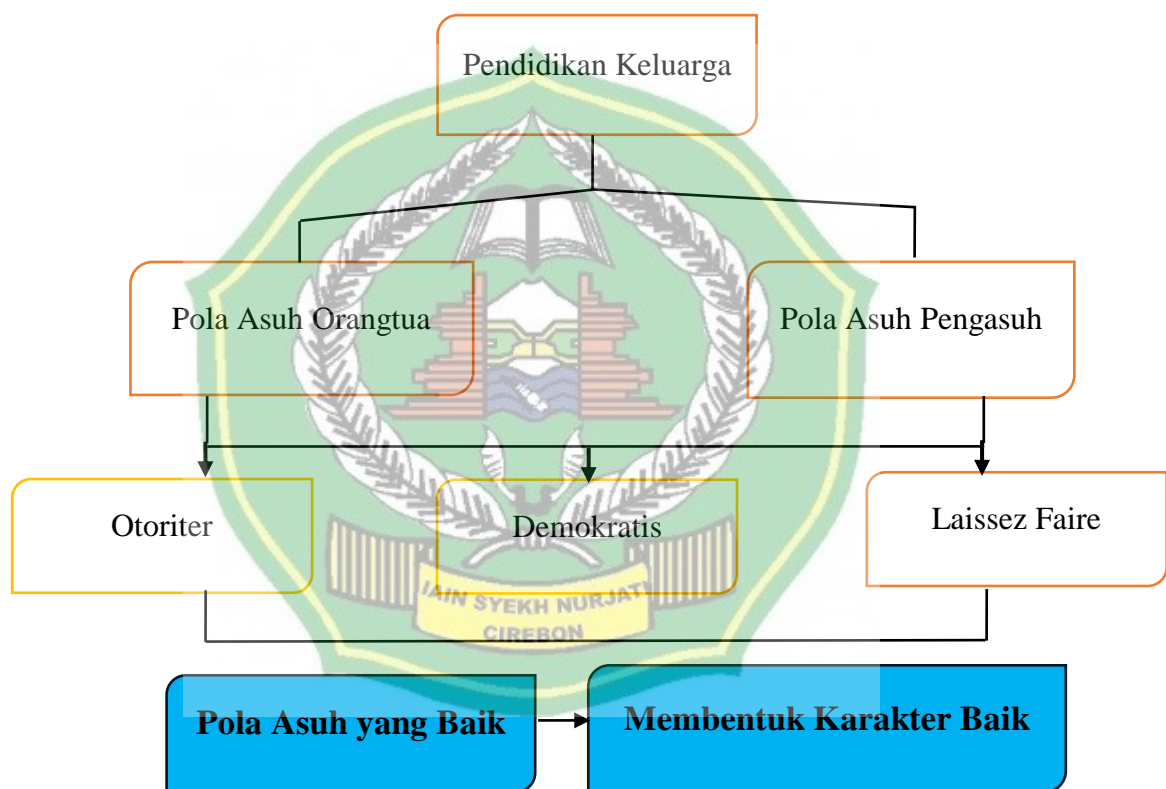 Pendidikan Keluarga
Pola Asuh Orangtua
Pola Asuh Pengasuh
Otoriter
Demokratis
Laissez Faire
IAIN SYEKH NURJATI
CIREBON
Pola Asuh yang Baik
Membentuk Karakter Baik